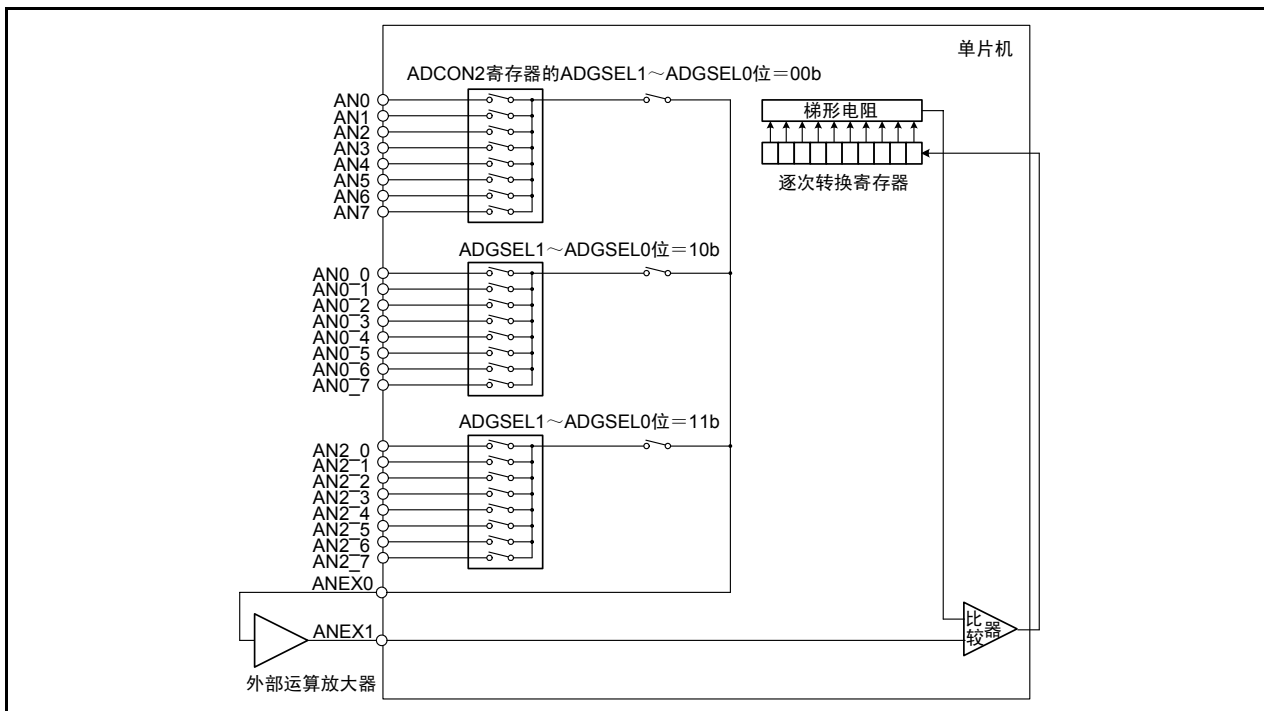 单片机
ADCON2寄存器的ADGSEL1～ADGSEL0位＝00b
AN0
AN1
AN2
AN3
AN4
AN5
AN6
AN7
梯形电阻
逐次转换寄存器
ADGSEL1～ADGSEL0位＝10b
AN0_0
AN0_1
AN0_2
AN0_3
AN0_4
AN0_5
AN0_6
AN0_7
ADGSEL1～ADGSEL0位＝11b
AN2_0
AN2_1
AN2_2
AN2_3
AN2_4
AN2_5
AN2_6
AN2_7
ANEX0
ANEX1
比较器
外部运算放大器